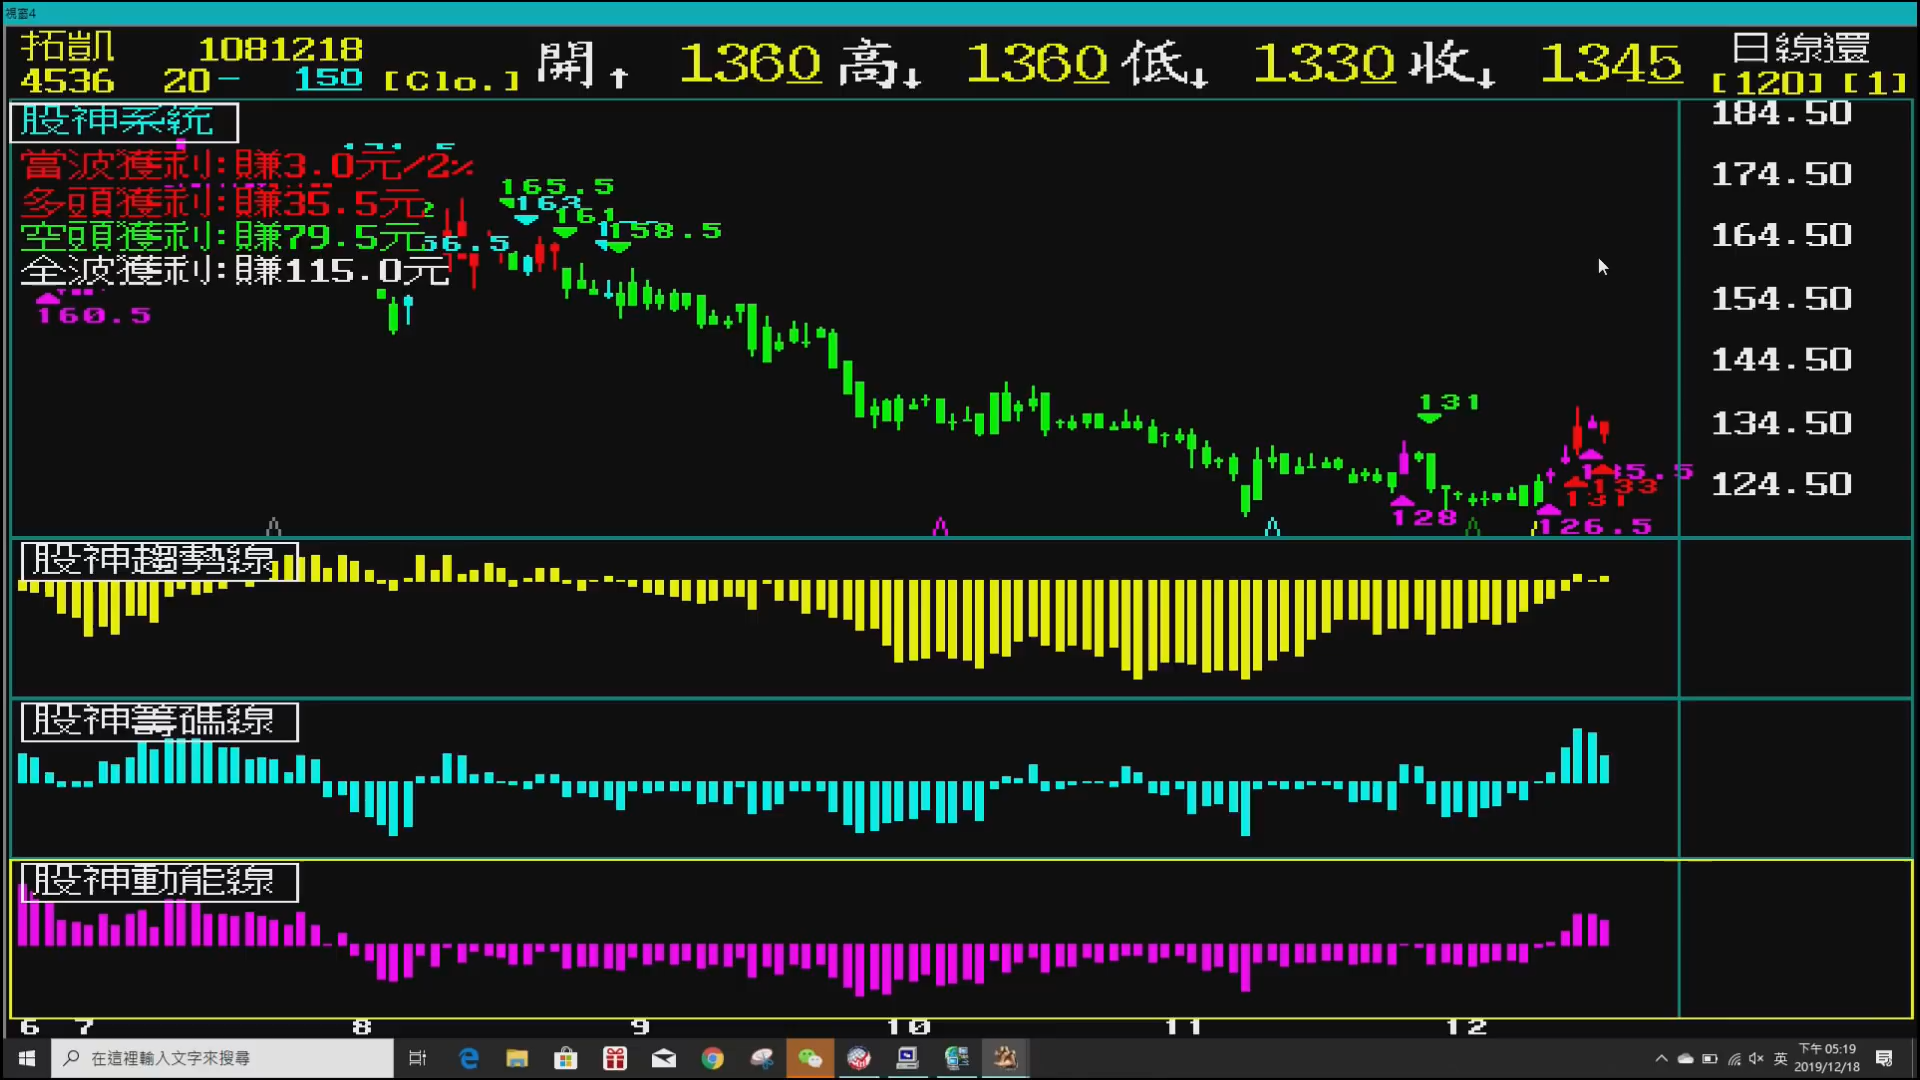 視窗4
拓凱 1081218 開↑ 1360 高↓ 1360 低↓ 1330 收↓ 1345 日線還
4536 20- 150 [Clo.] [120] [1]
股神系統
當波獲利:賺3.0元/2%
多頭獲利:賺35.5元
空頭獲利:賺79.5元
全波獲利:賺115.0元
160.5
165.5
163
161
158.5
131
128
133
131
126.5
184.50
174.50
164.50
154.50
144.50
134.50
124.50
股神趨勢線
股神籌碼線
股神動能線
6 7 8 9 10 11 12
在這裡輸入文字來搜尋
英
下午 05:19
2019/12/18